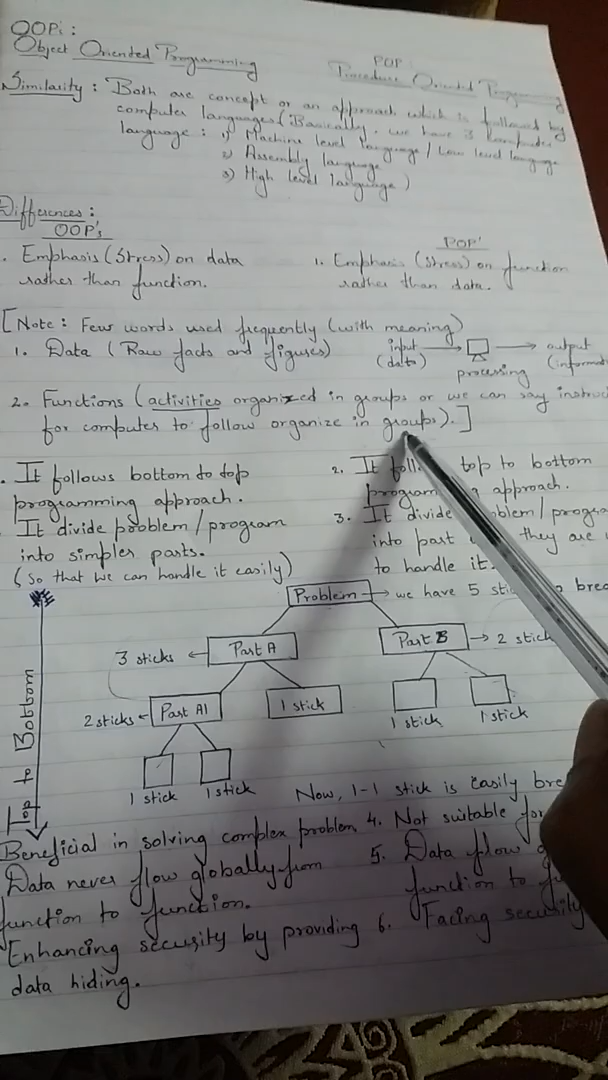 OOPs:
Object Oriented Programming
POP
Procedure Oriented Programming
Similarity: Both are concept or an approach which is followed by
computer languages (Basically, we have 3 computer
language: 1) Machine level language / Low level language
2) Assembly language
3) High level language)
Differences:
OOP's
. Emphasis (Stress) on data
rather than function.
POP'
1. Emphasis (Stress) on function
rather than data.
[Note: Few words used frequently (with meaning)
1. Data (Raw facts and figures)
input
(data)
processing
output
2. Functions (activities organized in groups or we can say
for computer to follow organize in groups).]
. It follows bottom to top
programming approach.
. It divide problem / program
into simpler parts.
(So that we can handle it easily)
2. It top to bottom
approach.
3. It divide
into part they are
to handle it.
Problem → we have 5
Part A
3 sticks ←
Part B → 2
Part A1
2 sticks ←
1 stick
1 stick
1 stick
1 stick
1 stick
Top to Bottom
Now, 1-1 stick is easily
Beneficial in solving complex problem
Data never flow globally from
function to function.
Enhancing security by providing
data hiding.
4. Not suitable for
5. Data flow
function to
6. Facing security